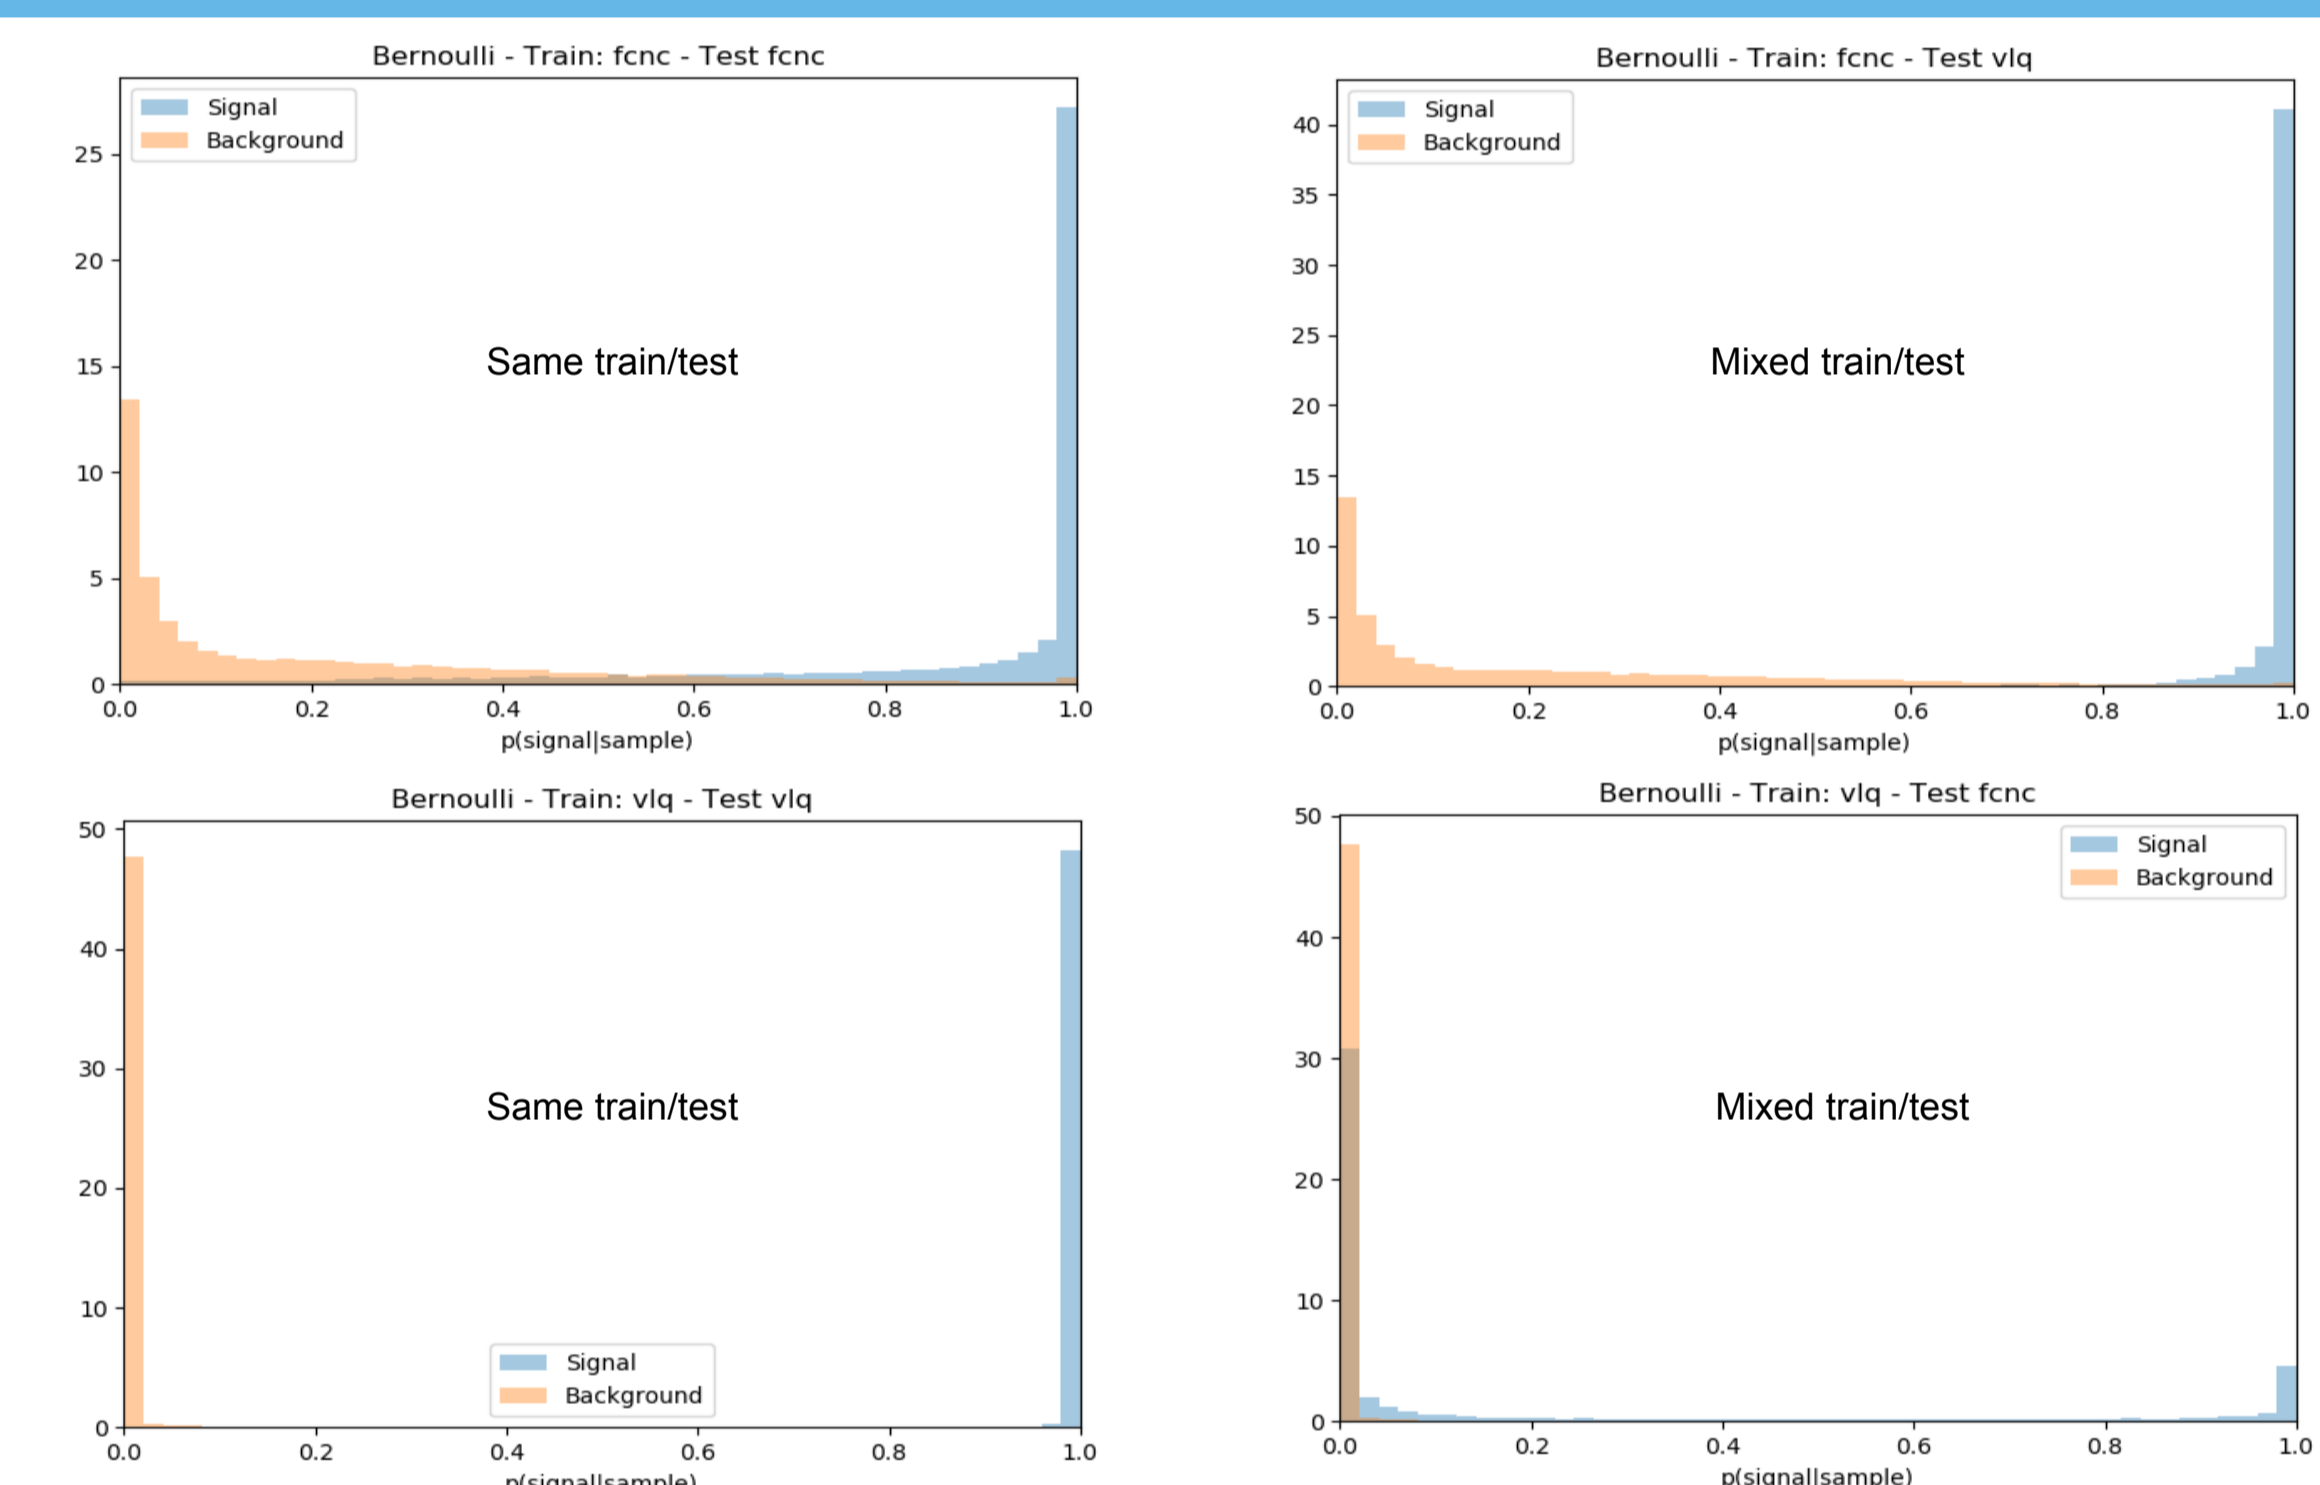 Bernoulli - Train: fcnc - Test fcnc
Signal
Background
25
20
15
10
5
0
Same train/test
0.0 0.2 0.4 0.6 0.8 1.0
p(signal|sample)
Bernoulli - Train: fcnc - Test vlq
Signal
Background
40
35
30
25
20
15
10
5
0
Mixed train/test
0.0 0.2 0.4 0.6 0.8 1.0
p(signal|sample)
Bernoulli - Train: vlq - Test vlq
50
40
30
20
10
0
Same train/test
Signal
Background
0.0 0.2 0.4 0.6 0.8 1.0
p(signal|sample)
Bernoulli - Train: vlq - Test fcnc
Signal
Background
50
40
30
20
10
0
Mixed train/test
0.0 0.2 0.4 0.6 0.8 1.0
p(signal|sample)